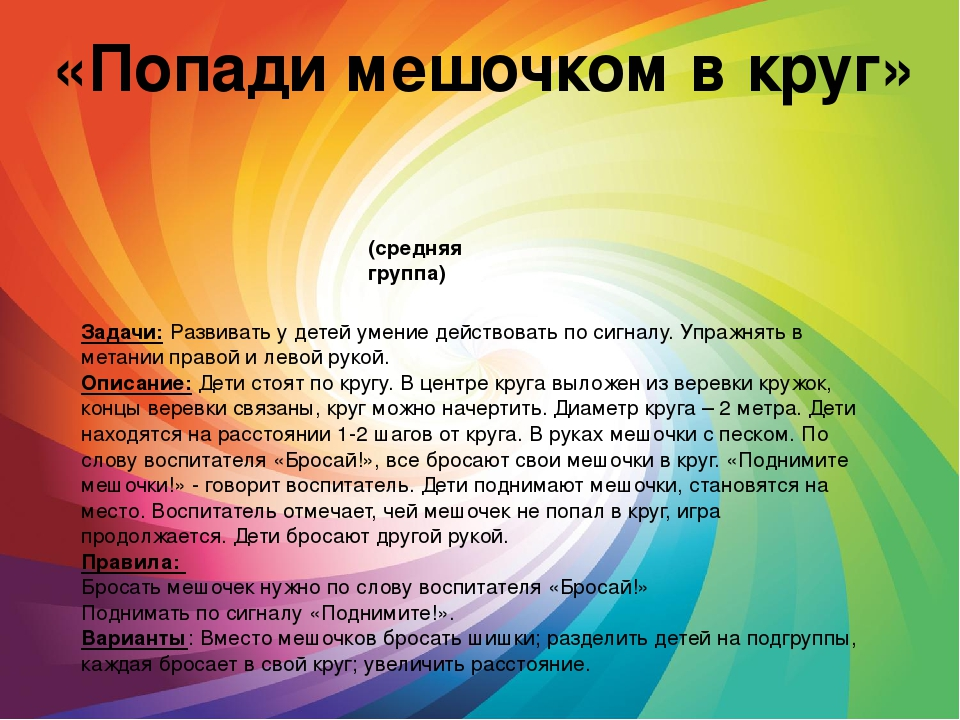 «Попади мешочком в круг»
(средняя
группа)
Задачи: Развивать у детей умение действовать по сигналу. Упражнять в
метании правой и левой рукой.
Описание: Дети стоят по кругу. В центре круга выложен из веревки кружок,
концы веревки связаны, круг можно начертить. Диаметр круга – 2 метра. Дети
находятся на расстоянии 1-2 шагов от круга. В руках мешочки с песком. По
слову воспитателя «Бросай!», все бросают свои мешочки в круг. «Поднимите
мешочки!» - говорит воспитатель. Дети поднимают мешочки, становятся на
место. Воспитатель отмечает, чей мешочек не попал в круг, игра
продолжается. Дети бросают другой рукой.
Правила:
Бросать мешочек нужно по слову воспитателя «Бросай!»
Поднимать по сигналу «Поднимите!».
Варианты: Вместо мешочков бросать шишки; разделить детей на подгруппы,
каждая бросает в свой круг; увеличить расстояние.